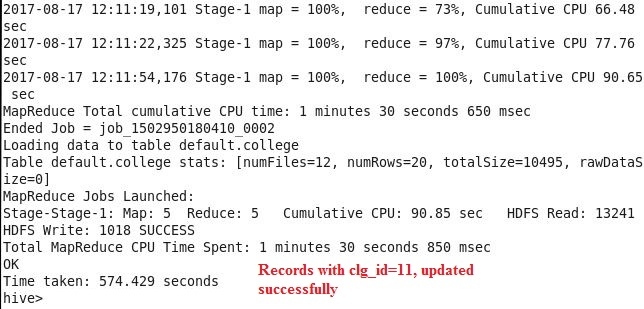 2017-08-17 12:11:19,101 Stage-1 map = 100%,  reduce = 73%, Cumulative CPU 66.48
sec
2017-08-17 12:11:22,325 Stage-1 map = 100%,  reduce = 97%, Cumulative CPU 77.76
sec
2017-08-17 12:11:54,176 Stage-1 map = 100%,  reduce = 100%, Cumulative CPU 90.65
 sec
MapReduce Total cumulative CPU time: 1 minutes 30 seconds 650 msec
Ended Job = job_1502950180410_0002
Loading data to table default.college
Table default.college stats: [numFiles=12, numRows=20, totalSize=10495, rawDataS
ize=0]
MapReduce Jobs Launched:
Stage-Stage-1: Map: 5  Reduce: 5   Cumulative CPU: 90.85 sec   HDFS Read: 13241
HDFS Write: 1018 SUCCESS
Total MapReduce CPU Time Spent: 1 minutes 30 seconds 850 msec
OK
Time taken: 574.429 seconds
hive>
Records with clg_id=11, updated
successfully